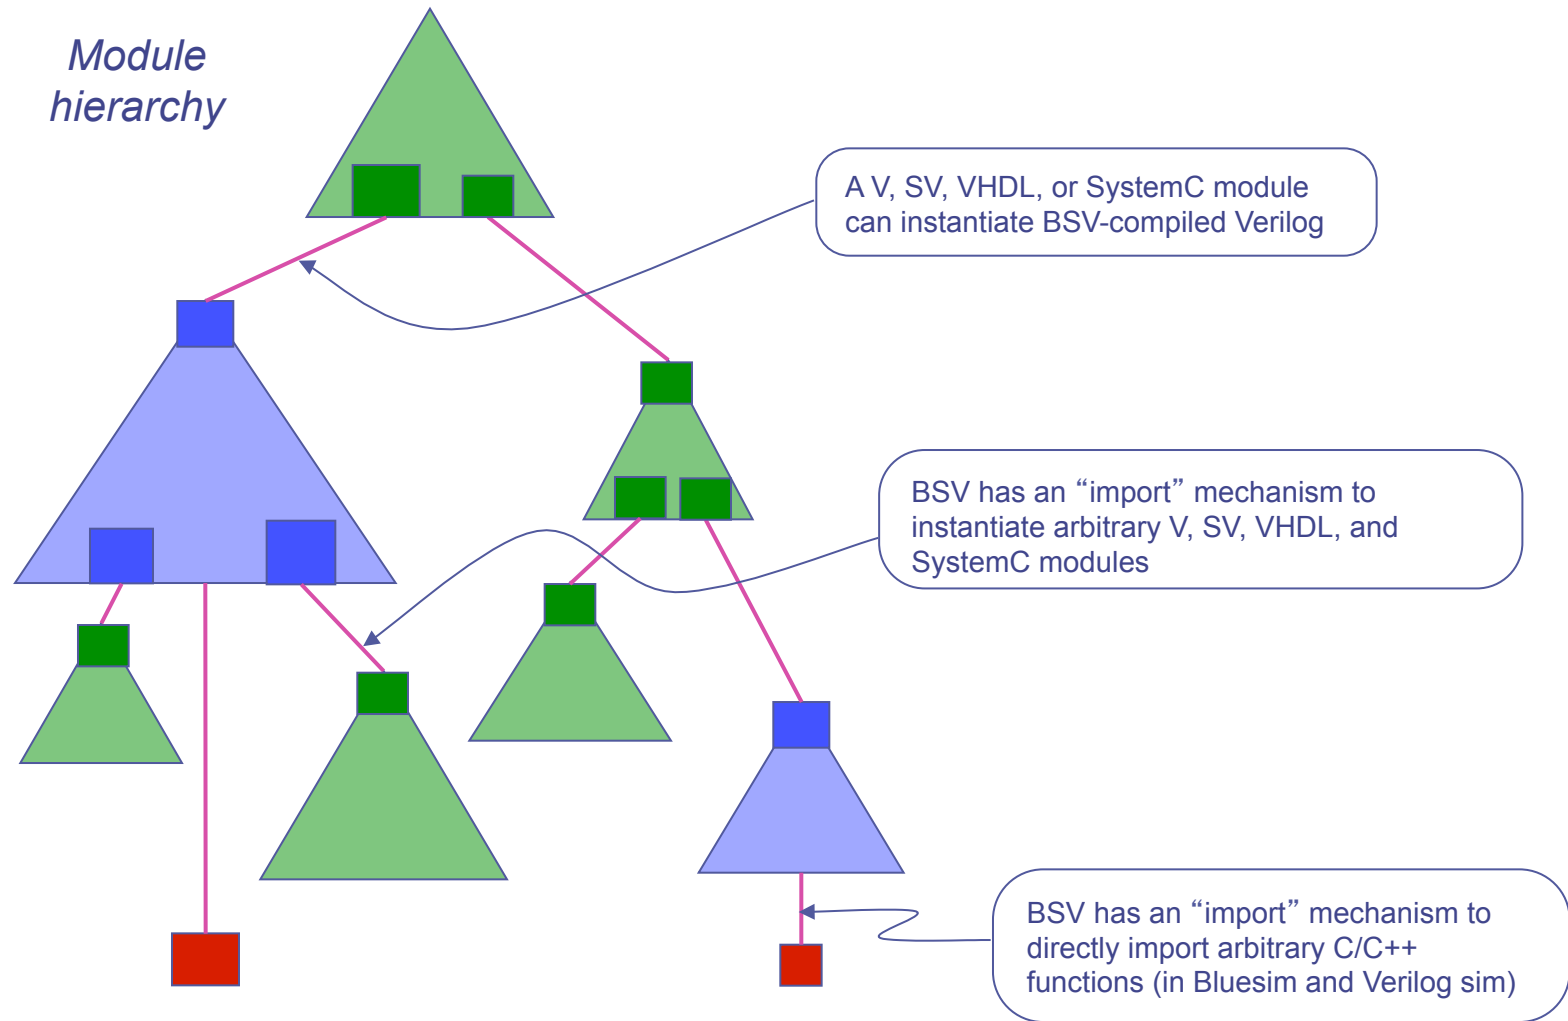 Module
hierarchy
A V, SV, VHDL, or SystemC module
can instantiate BSV-compiled Verilog
BSV has an “import” mechanism to
instantiate arbitrary V, SV, VHDL, and
SystemC modules
BSV has an “import” mechanism to
directly import arbitrary C/C++
functions (in Bluesim and Verilog sim)